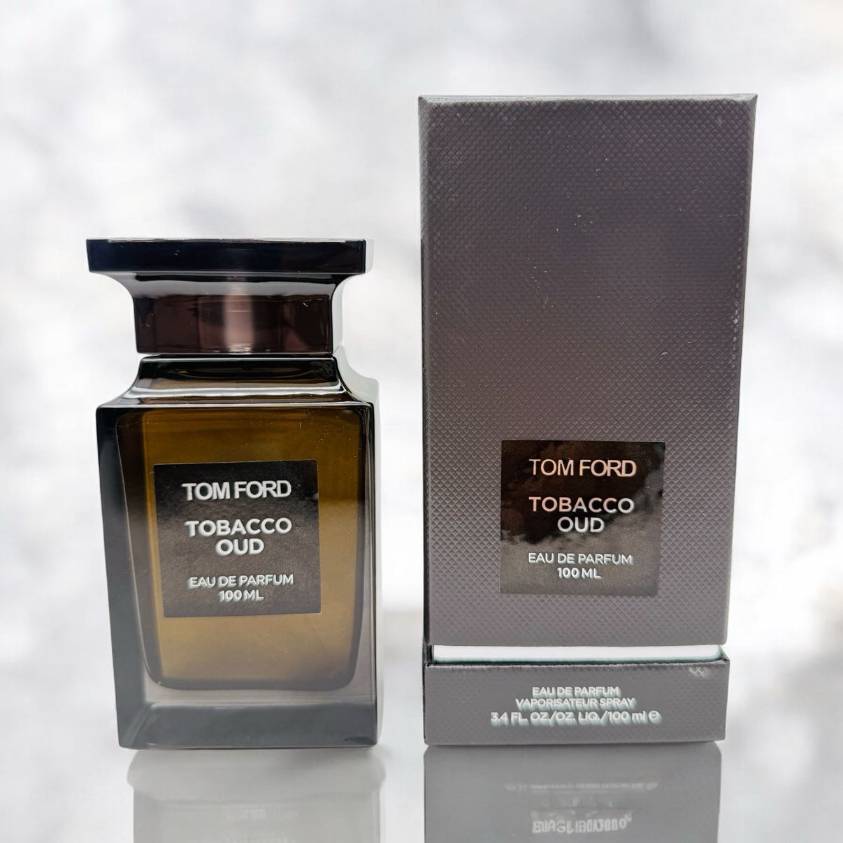 TOM FORD
TOBACCO
OUD
EAU DE PARFUM
100 ML
TOM FORD
TOBACCO
OUD
EAU DE PARFUM
100 ML
EAU DE PARFUM
VAPORISATEUR SPRAY
3.4 FL. OZ./OZ. LIQ./100 ml ℮